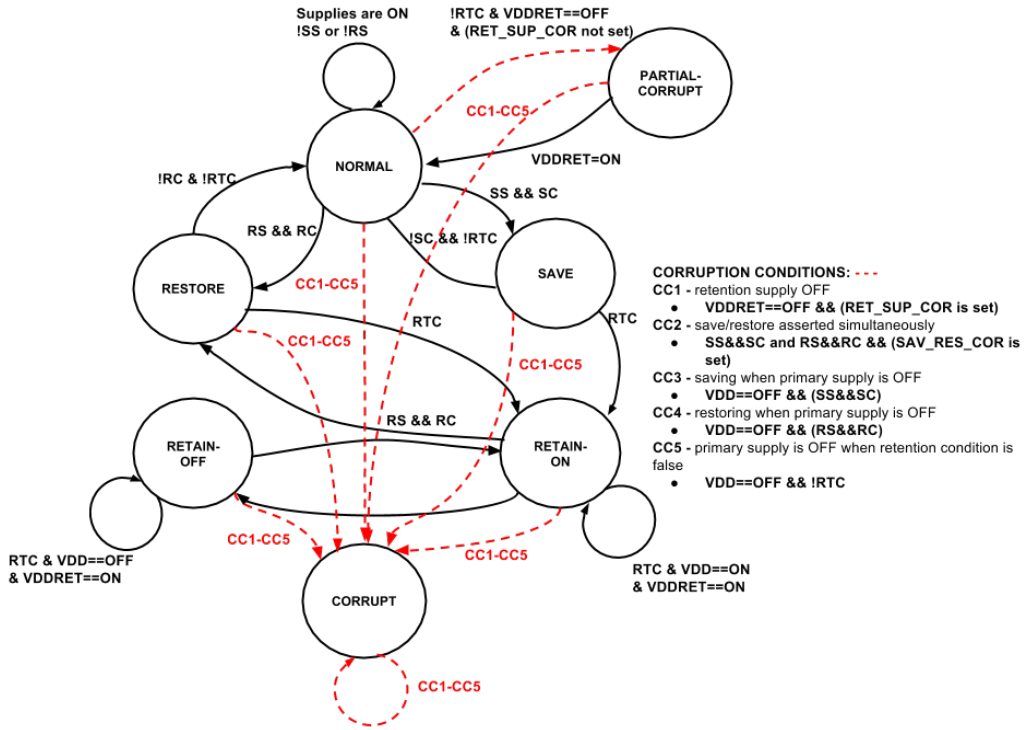 Supplies are ON
!SS or !RS
!RTC & VDDRET==OFF
& (RET_SUP_COR not set)
PARTIAL-
CORRUPT
CC1-CC5
VDDRET=ON
NORMAL
!RC & !RTC
SS && SC
RS && RC
!SC && !RTC
SAVE
RESTORE
CC1-CC5
RTC
RTC
CC1-CC5
CC1-CC5
RS && RC
RETAIN-
OFF
RETAIN-
ON
CC1-CC5
CC1-CC5
RTC & VDD==OFF
& VDDRET==ON
RTC & VDD==ON
& VDDRET==ON
CORRUPT
CC1-CC5
CORRUPTION CONDITIONS: - - -
CC1 - retention supply OFF
● VDDRET==OFF && (RET_SUP_COR is set)
CC2 - save/restore asserted simultaneously
● SS&&SC and RS&&RC && (SAV_RES_COR is
set)
CC3 - saving when primary supply is OFF
● VDD==OFF && (SS&&SC)
CC4 - restoring when primary supply is OFF
● VDD==OFF && (RS&&RC)
CC5 - primary supply is OFF when retention condition is
false
● VDD==OFF && !RTC